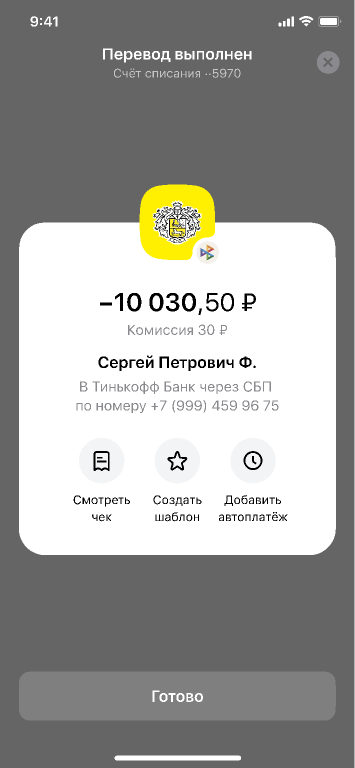 9:41
Перевод выполнен
Счёт списания ··5970
−10 030,50 ₽
Комиссия 30 ₽
Сергей Петрович Ф.
В Тинькофф Банк через СБП
по номеру +7 (999) 459 96 75
Смотреть
чек
Создать
шаблон
Добавить
автоплатёж
Готово